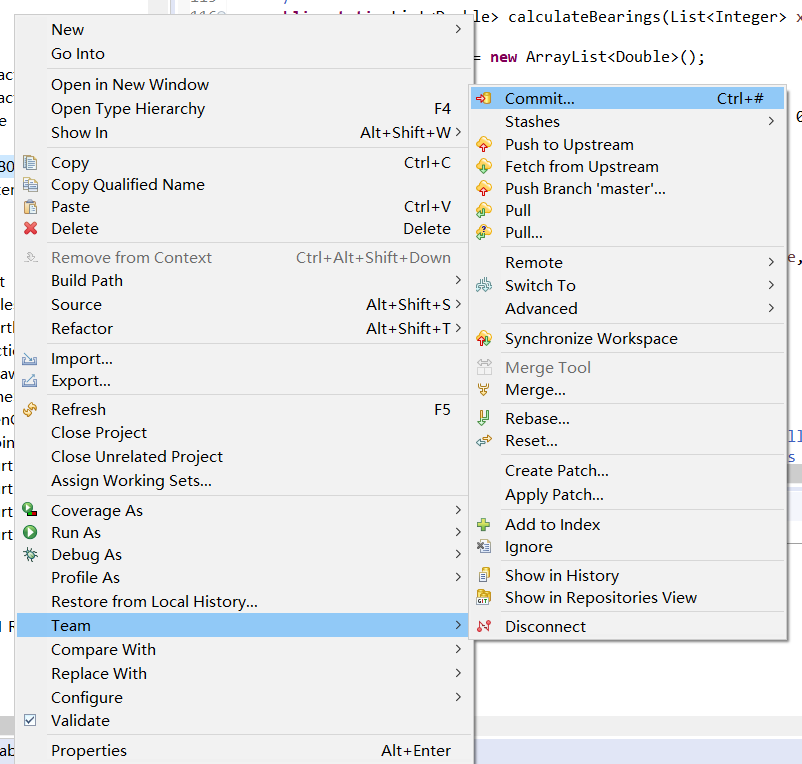 calculateBearings(List<Integer> x
= new ArrayList<Double>();
New
Go Into
Open in New Window
Open Type Hierarchy F4
Show In Alt+Shift+W
Copy Ctrl+C
Copy Qualified Name
Paste Ctrl+V
Delete Delete
Remove from Context Ctrl+Alt+Shift+Down
Build Path
Source Alt+Shift+S
Refactor Alt+Shift+T
Import...
Export...
Refresh F5
Close Project
Close Unrelated Project
Assign Working Sets...
Coverage As
Run As
Debug As
Profile As
Restore from Local History...
Team
Compare With
Replace With
Configure
Validate
Properties Alt+Enter
Commit... Ctrl+#
Stashes
Push to Upstream
Fetch from Upstream
Push Branch 'master'...
Pull
Pull...
Remote
Switch To
Advanced
Synchronize Workspace
Merge Tool
Merge...
Rebase...
Reset...
Create Patch...
Apply Patch...
Add to Index
Ignore
Show in History
Show in Repositories View
Disconnect